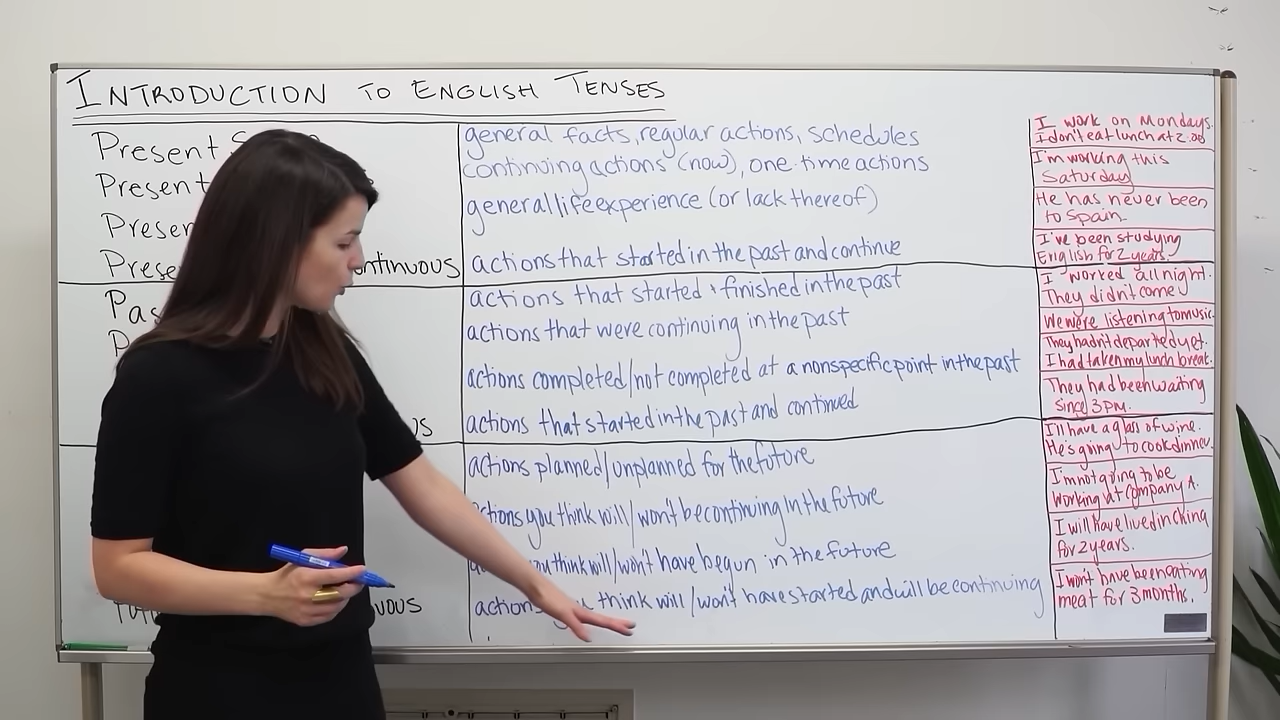 INTRODUCTION TO ENGLISH TENSES
Present
general facts, regular actions, schedules
I work on Mondays.
I don't eat lunch at 2:00
Present
continuing actions (now), one-time actions
I'm working this
Saturday
general life experience (or lack thereof)
He has never been
to Spain.
actions that started in the past and continue
I've been studying
English for 2 years.
actions that started + finished in the past
I worked all night.
They didn't come
actions that were continuing in the past
We were listening to music.
They hadn't departed yet.
I had taken my lunch break.
actions completed/not completed at a nonspecific point in the past
actions that started in the past and continued
They had been waiting
since 3 PM.
actions planned/unplanned for the future
I'll have a glass of wine.
He's going to cook dinner.
you think will/won't be continuing in the future
I'm not going to be
working at company A.
think will/won't have begun in the future
I will have lived in China
for 2 years.
think will/won't have started and will be continuing
I won't have been eating
meat for 3 months.